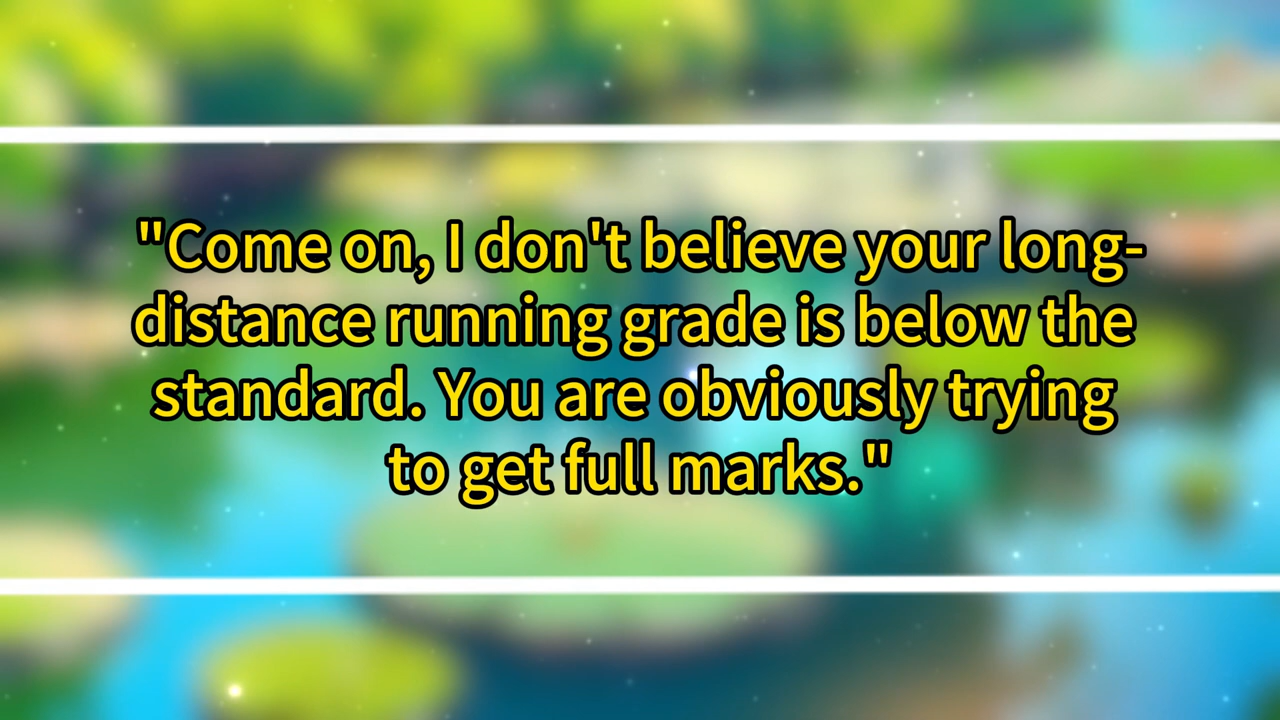 "Come on, I don't believe your long-
distance running grade is below the
standard. You are obviously trying
to get full marks."